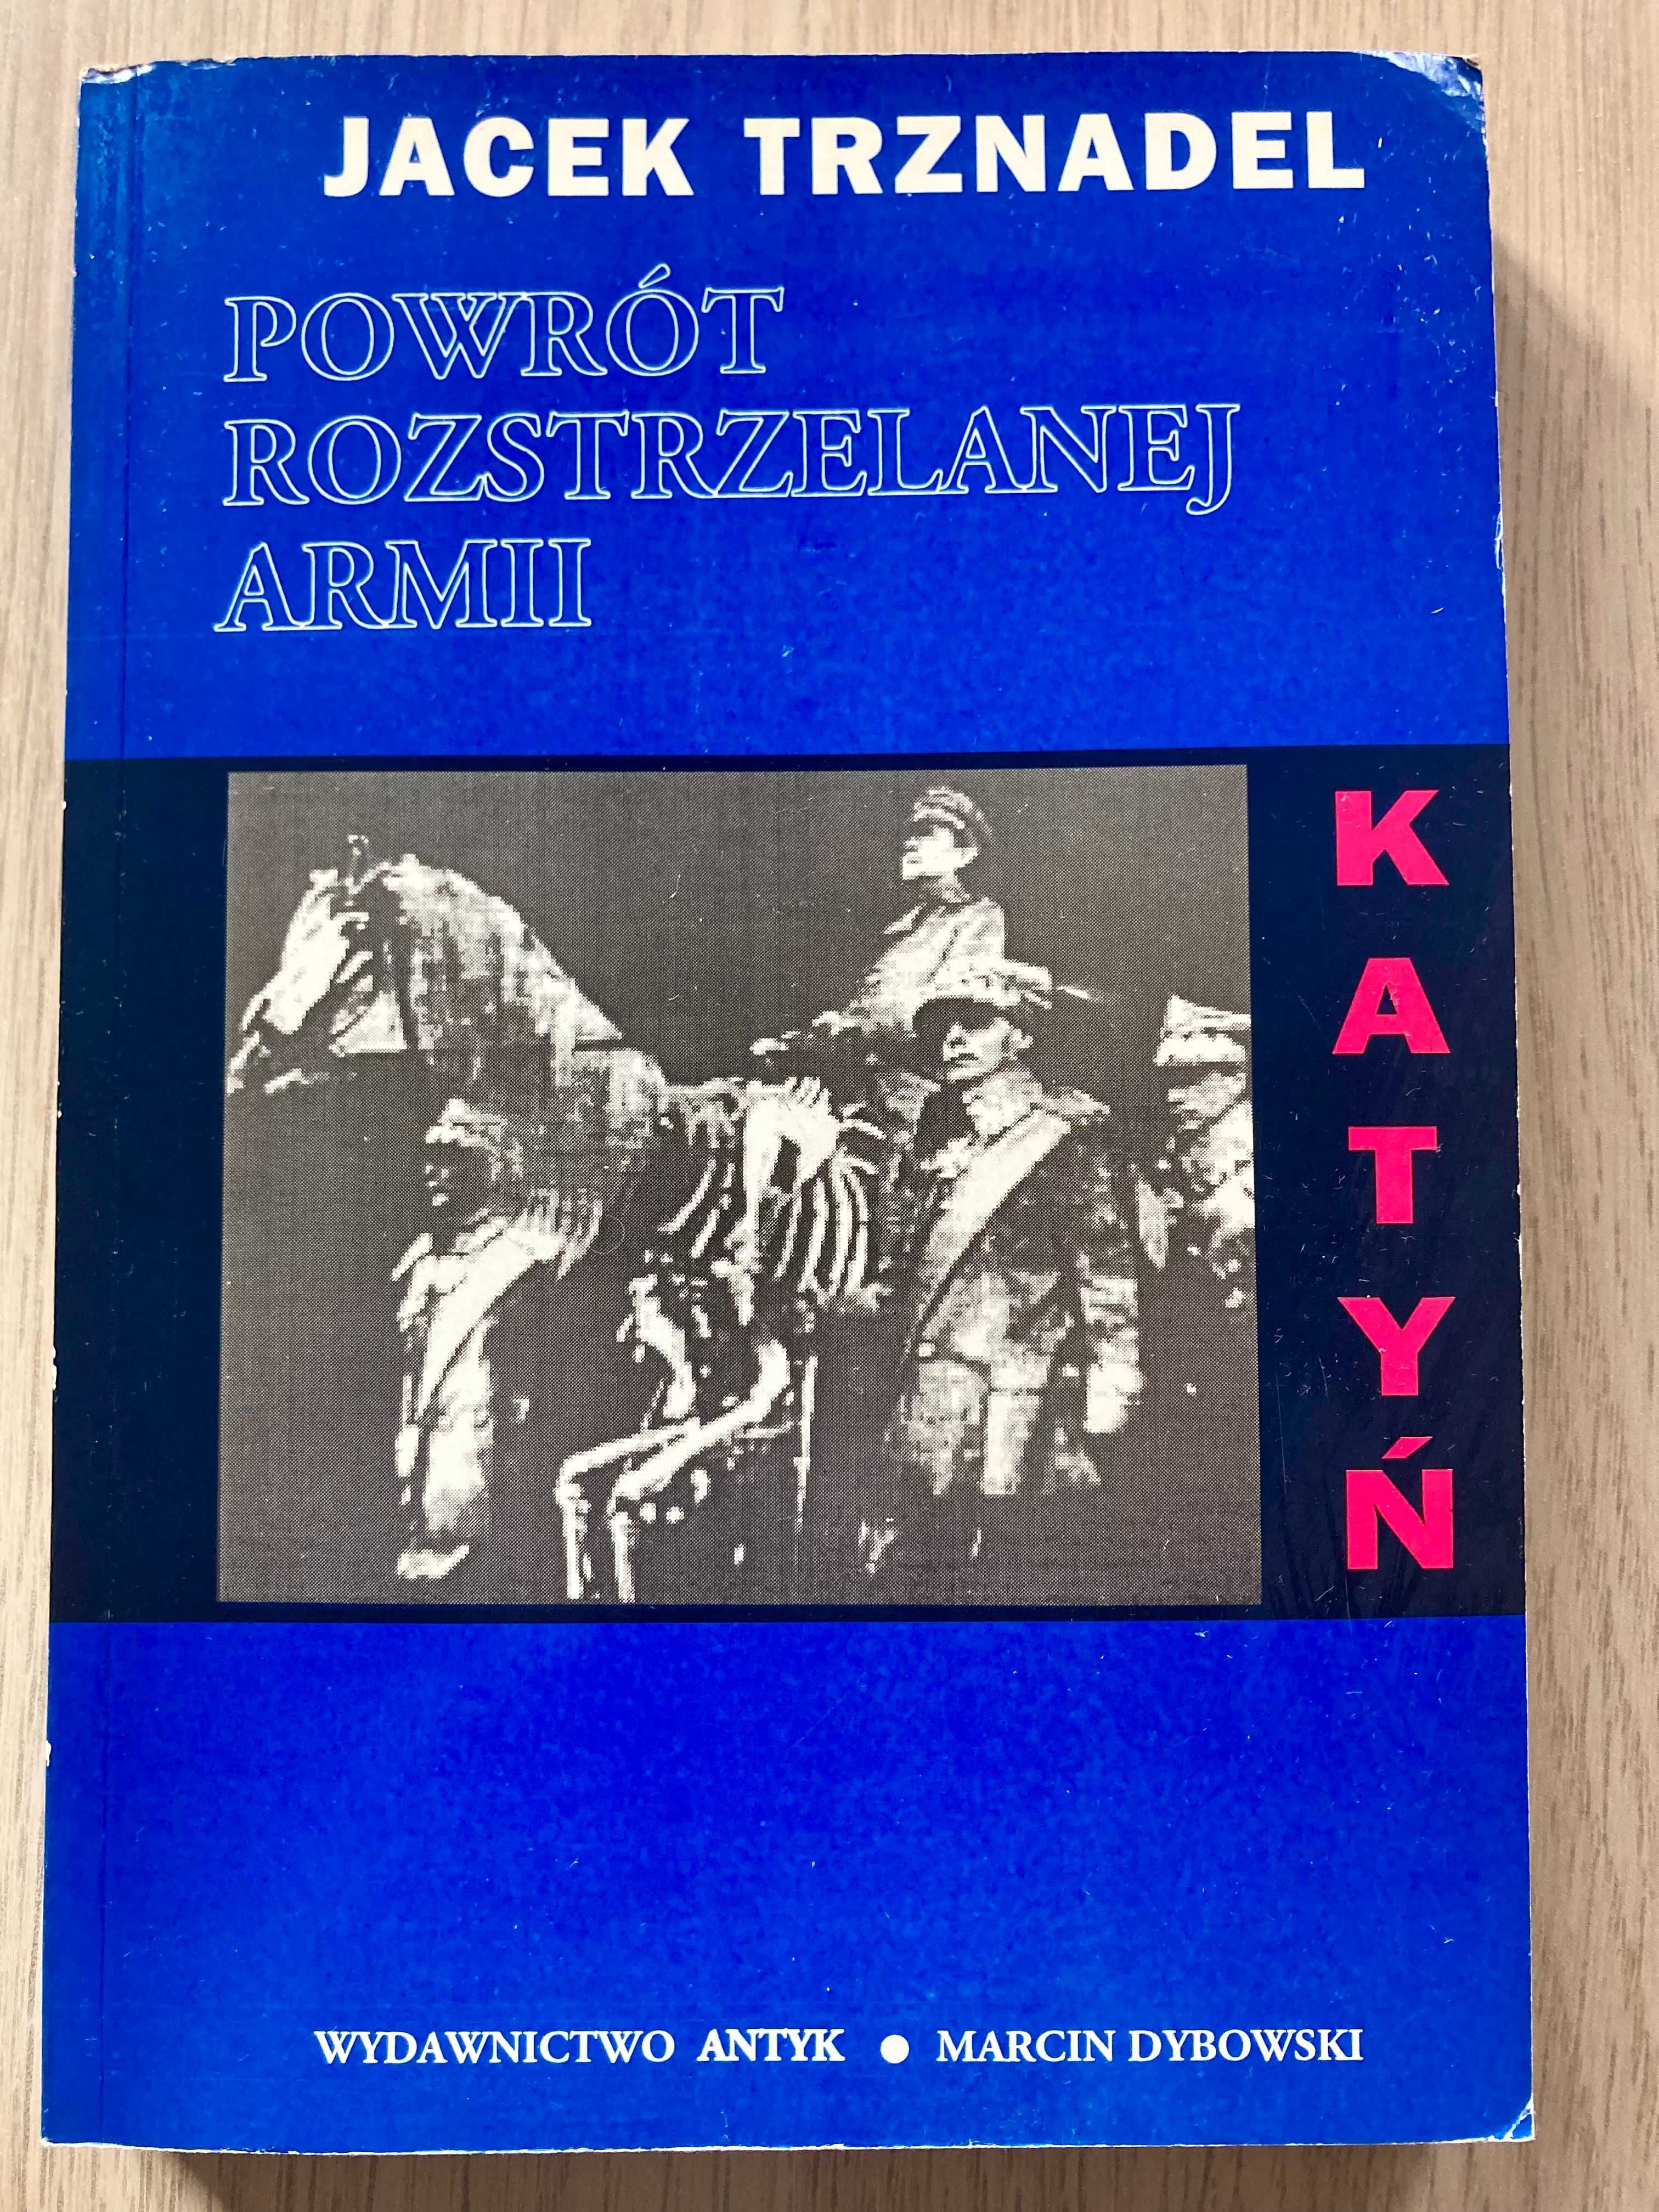 JACEK TRZNADEL
POWRÓT
ROZSTRZELANEJ
ARMII
KATYŃ
WYDAWNICTWO ANTYK ● MARCIN DYBOWSKI